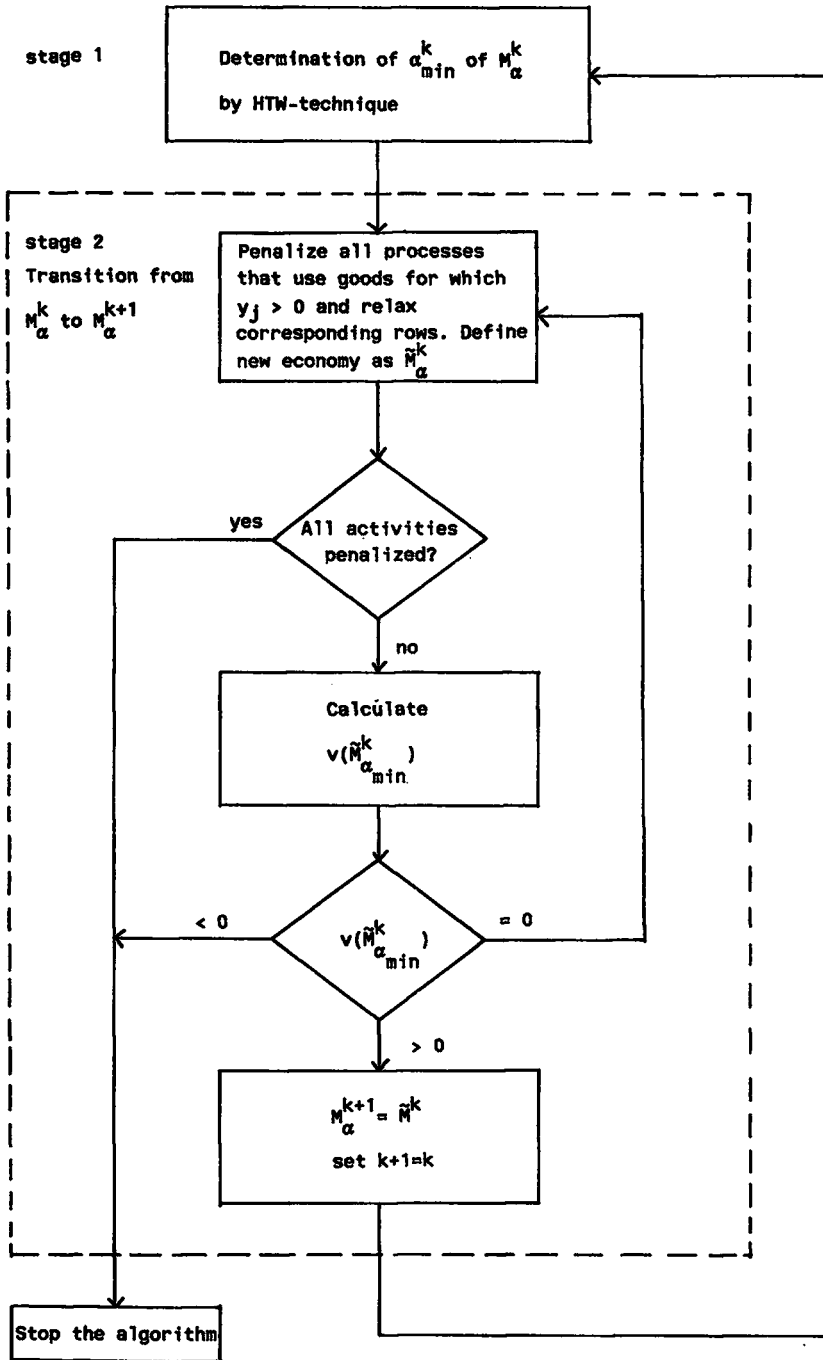 stage 1
Determination of α^k_min of M^k_α
by HTW-technique
stage 2
Transition from
M^k_α to M^{k+1}_α
Penalize all processes
that use goods for which
y_j > 0 and relax
corresponding rows. Define
new economy as M̃^k_α
yes
All activities
penalized?
no
Calculate
v(M̃^k_{α_min})
< 0
v(M̃^k_{α_min})
= 0
> 0
M^{k+1}_α = M̃^k
set k+1=k
Stop the algorithm